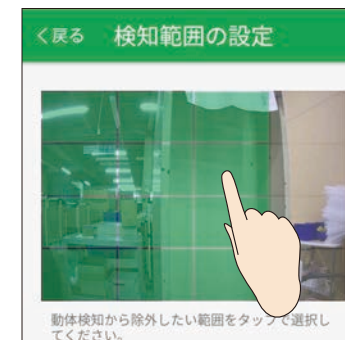 く戻る 検知範囲の設定
動体検知から除外したい範囲をタップで選択し
てください。